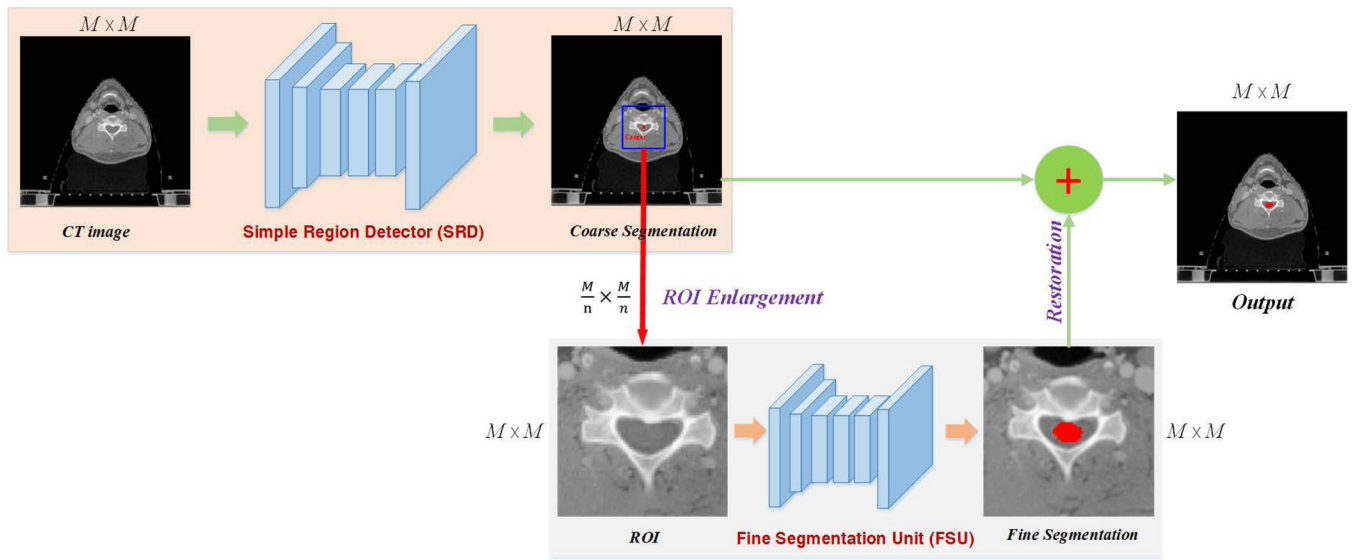 M × M
M × M
Center
CT image
Simple Region Detector (SRD)
Coarse Segmentation
M × M
+
Output
M/n × M/n
ROI Enlargement
Restoration
M × M
M × M
ROI
Fine Segmentation Unit (FSU)
Fine Segmentation